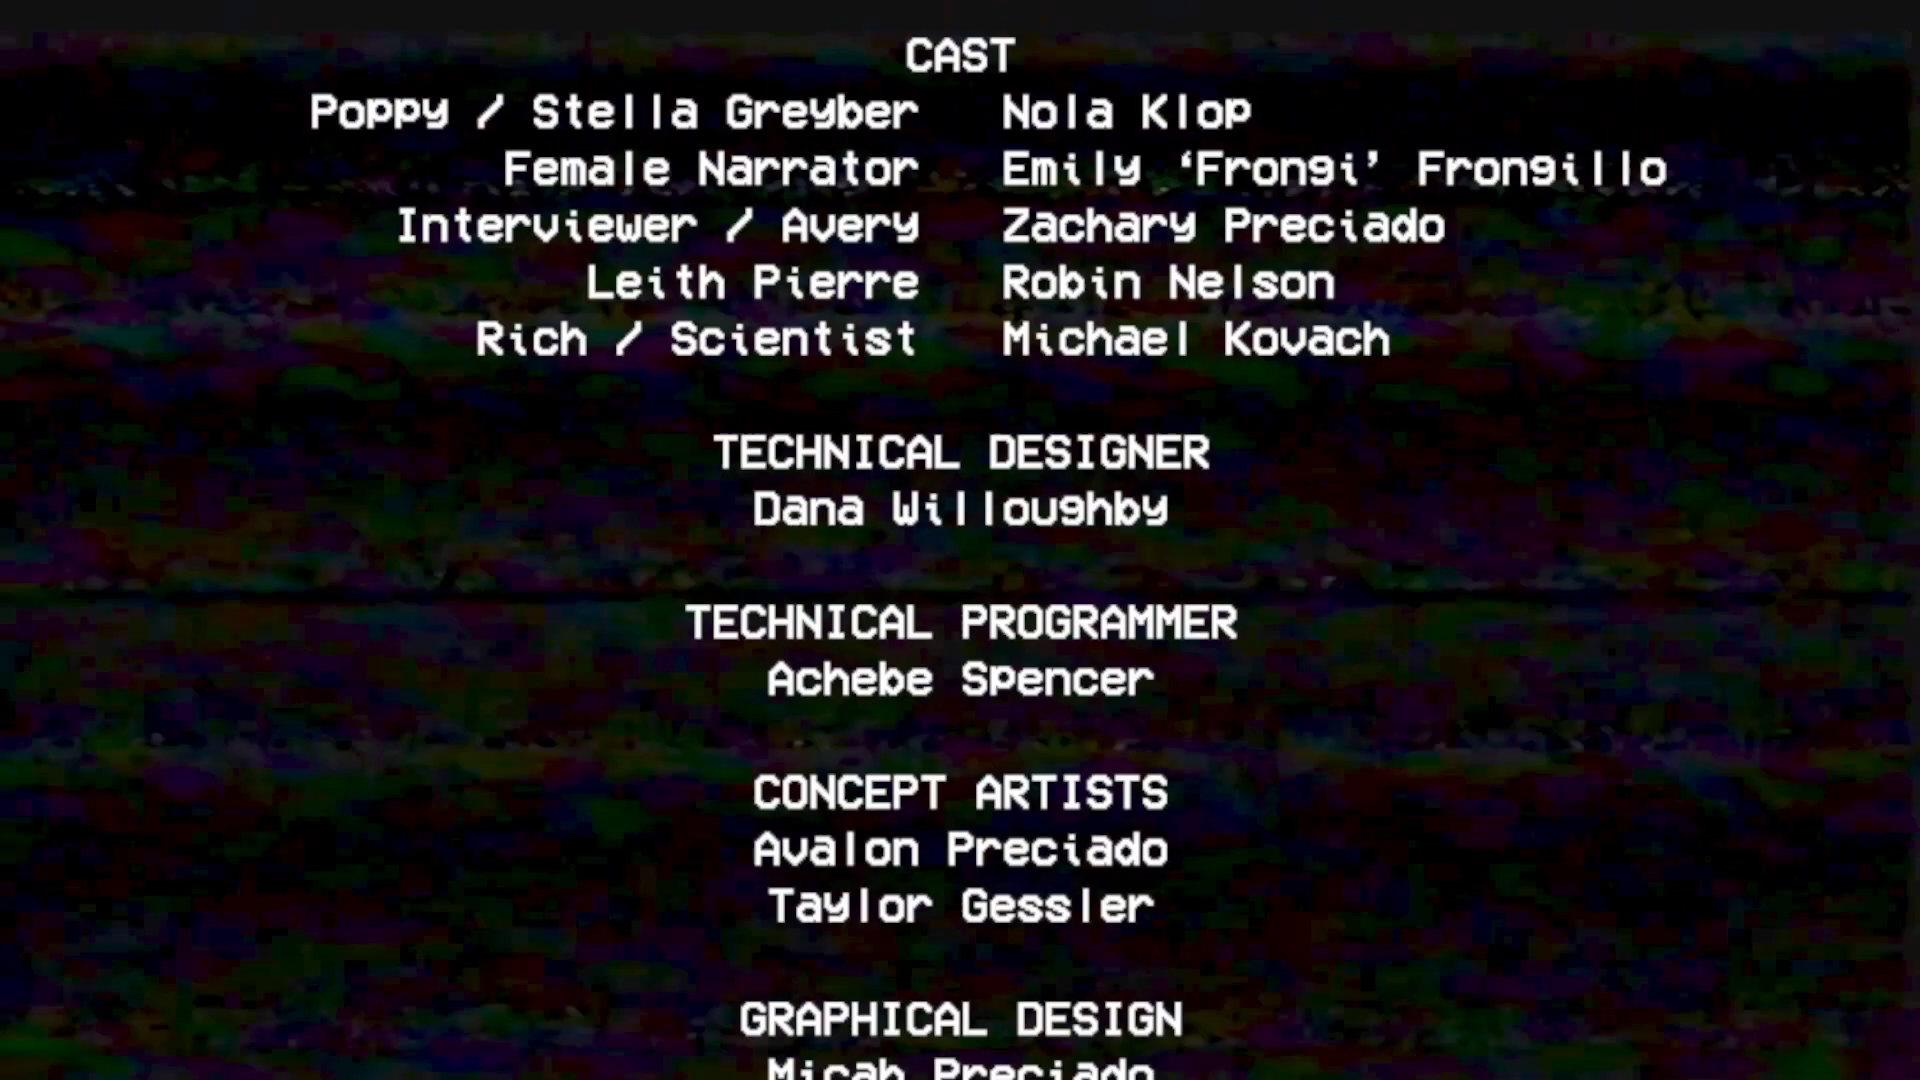 CAST
Poppy / Stella Greyber Nola Klop
Female Narrator Emily ‘Frongi’ Frongillo
Interviewer / Avery Zachary Preciado
Leith Pierre Robin Nelson
Rich / Scientist Michael Kovach
TECHNICAL DESIGNER
Dana Willoughby
TECHNICAL PROGRAMMER
Achebe Spencer
CONCEPT ARTISTS
Avalon Preciado
Taylor Gessler
GRAPHICAL DESIGN
Micah Preciado